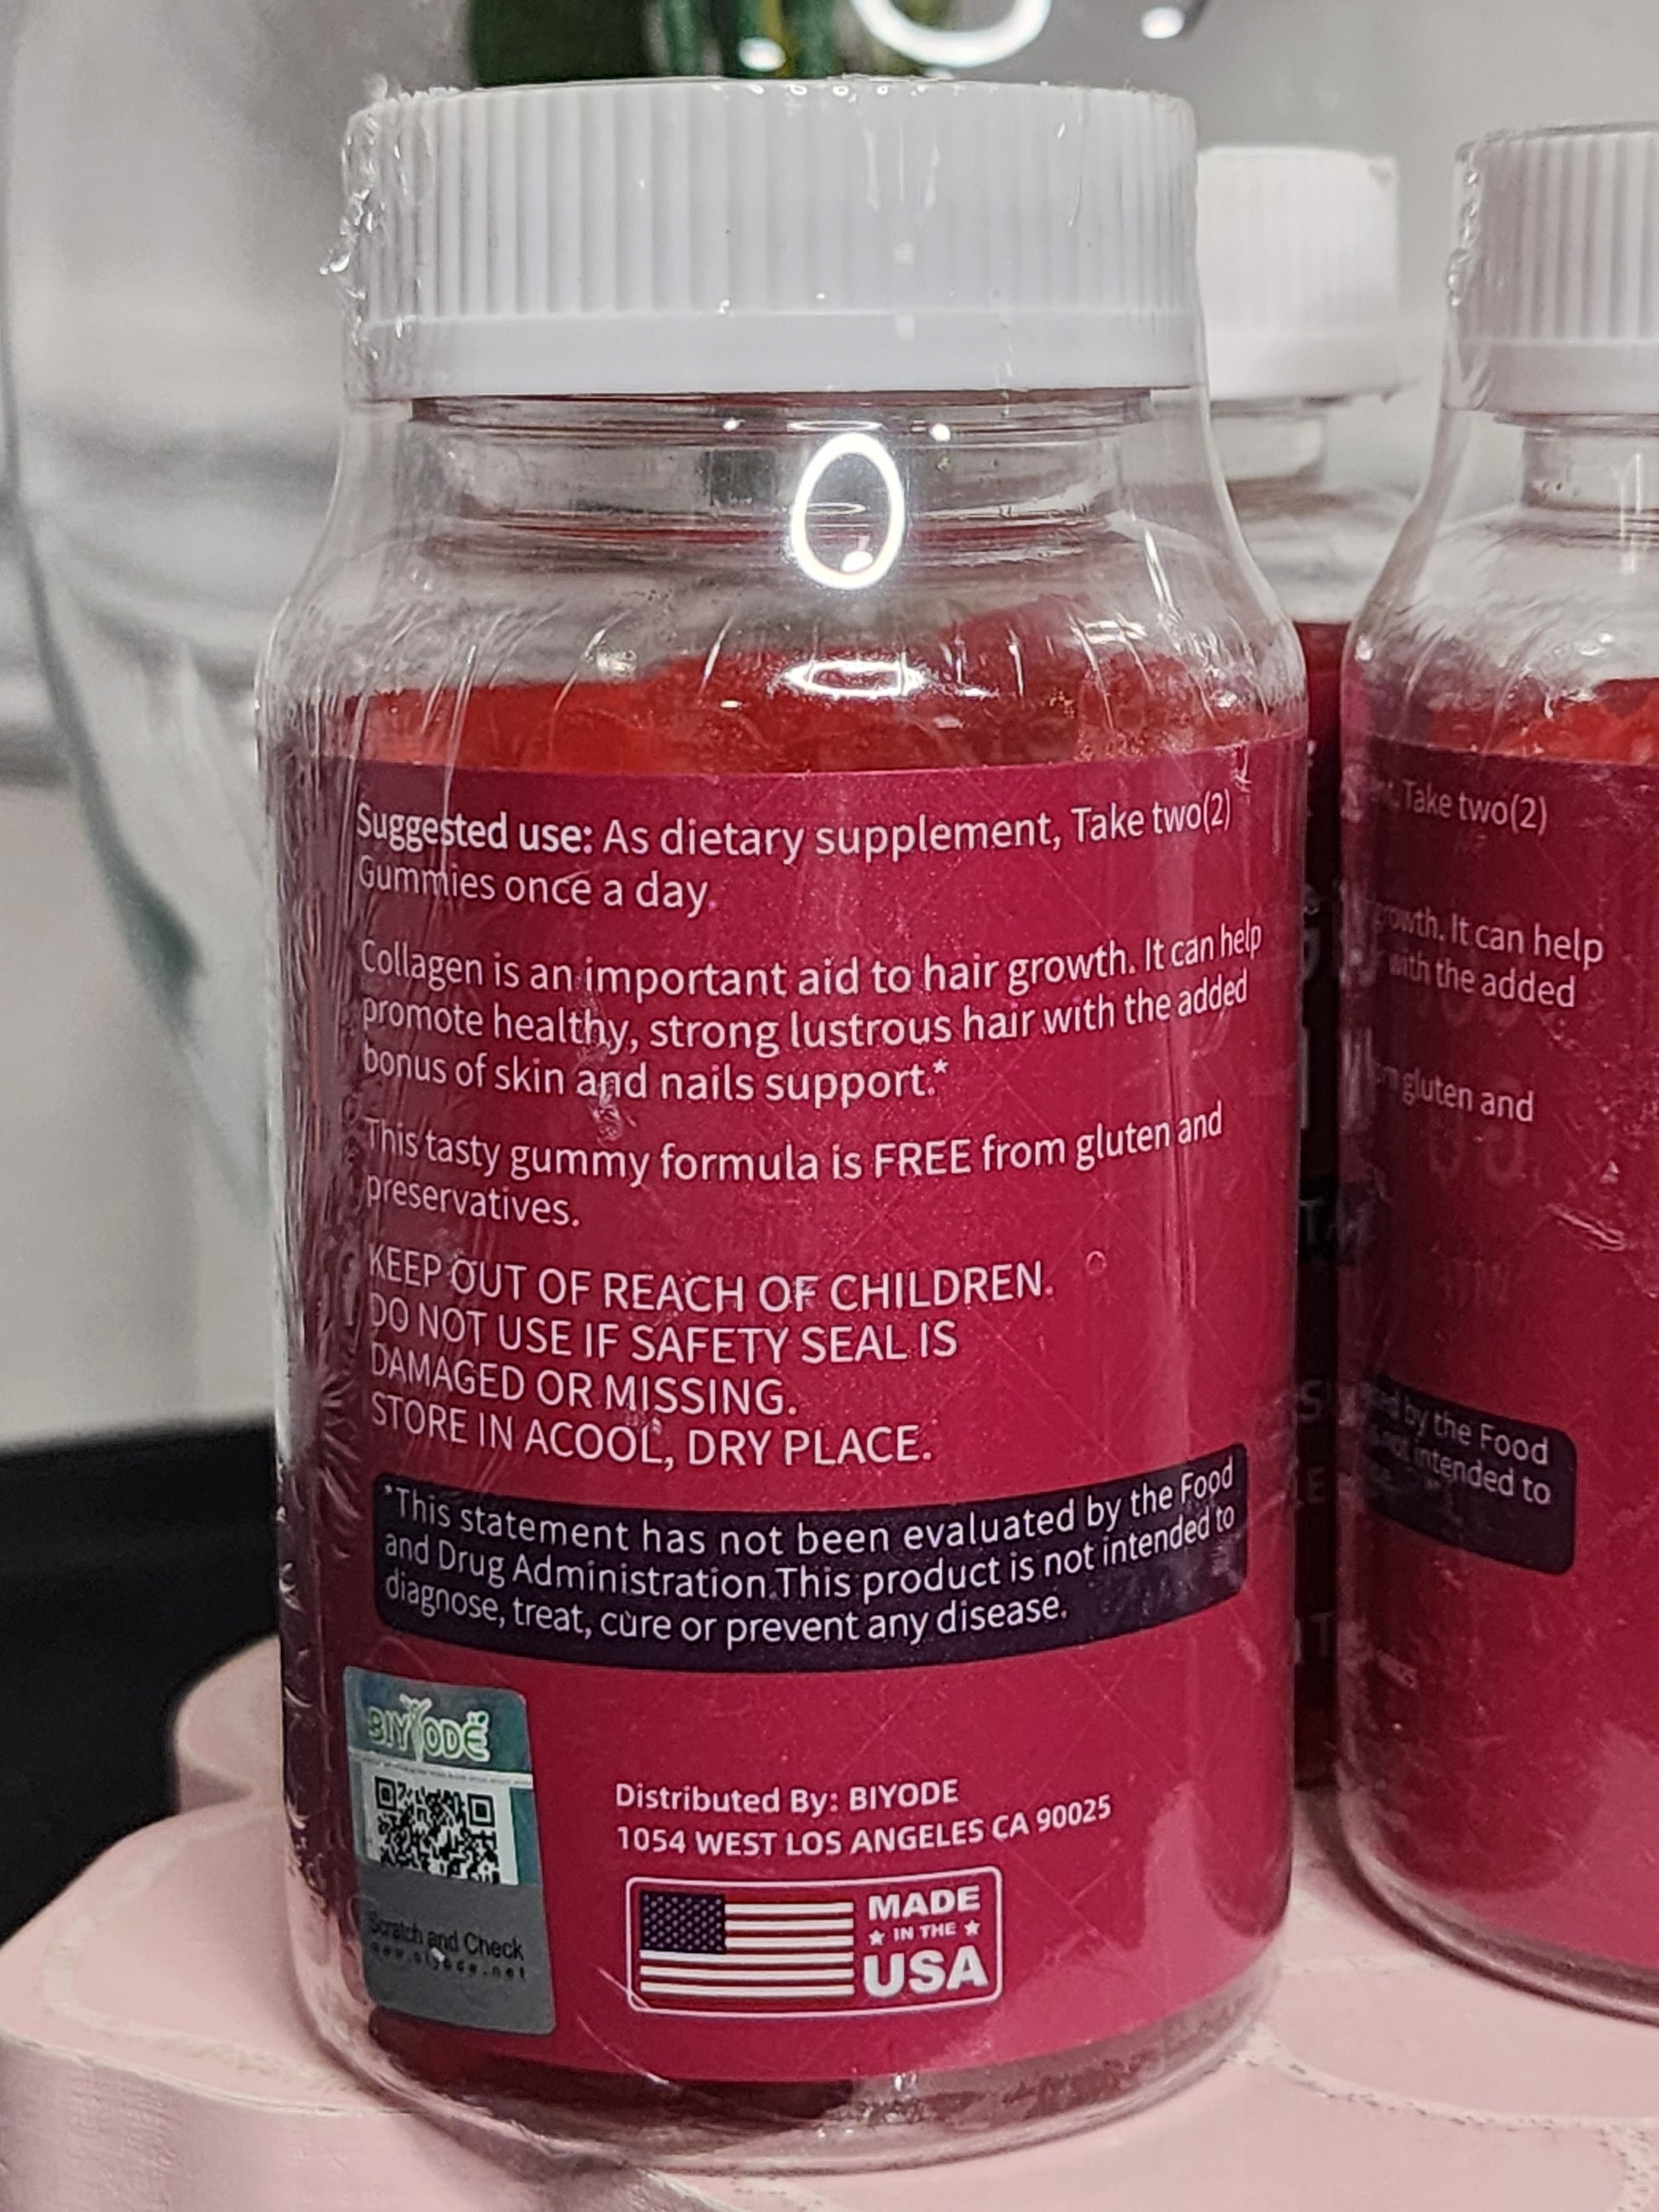 Suggested use: As dietary supplement, Take two(2)
Gummies once a day.
Collagen is an important aid to hair growth. It can help
promote healthy, strong lustrous hair with the added
bonus of skin and nails support.*
This tasty gummy formula is FREE from gluten and
preservatives.
KEEP OUT OF REACH OF CHILDREN.
DO NOT USE IF SAFETY SEAL IS
DAMAGED OR MISSING.
STORE IN ACOOL, DRY PLACE.
*This statement has not been evaluated by the Food
and Drug Administration.This product is not intended to
diagnose, treat, cure or prevent any disease.
BIYODE
Scratch and Check
www.biyode.net
Distributed By: BIYODE
1054 WEST LOS ANGELES CA 90025
MADE
IN THE
USA
Take two(2)
growth. It can help
with the added
gluten and
by the Food
not intended to